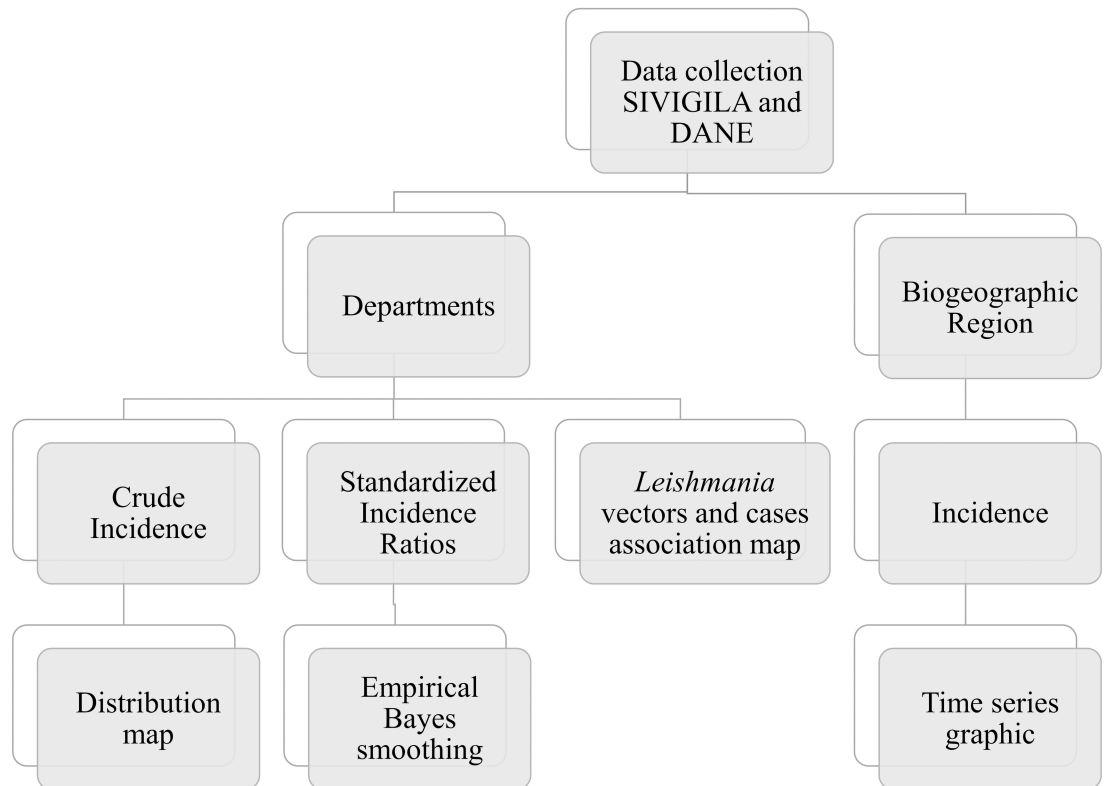 Data collection
SIVIGILA and
DANE
Departments
Biogeographic
Region
Crude
Incidence
Standardized
Incidence
Ratios
Leishmania
vectors and cases
association map
Incidence
Distribution
map
Empirical
Bayes
smoothing
Time series
graphic